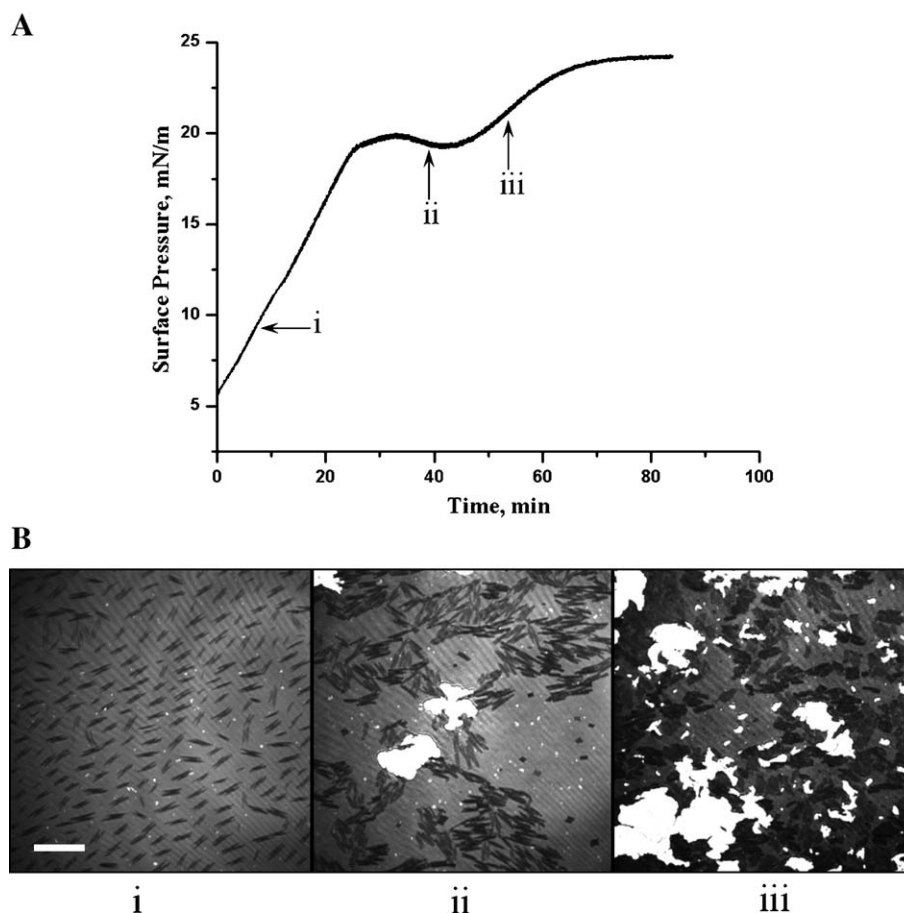 A
25
20
15
10
5
0 20 40 60 80 100
Surface Pressure, mN/m
Time, min
i
ii
iii
B
i ii iii